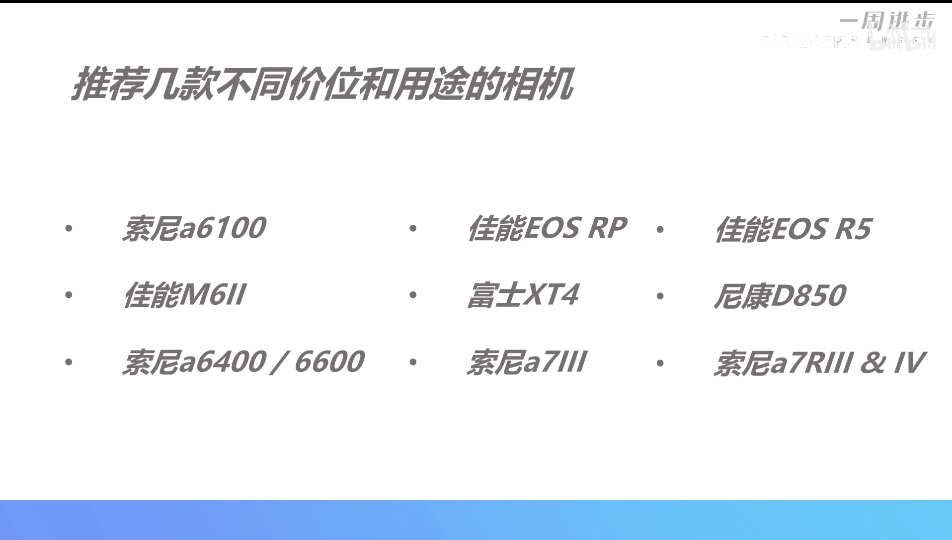 一周进步
推荐几款不同价位和用途的相机
• 索尼a6100
• 佳能M6II
• 索尼a6400 / 6600
• 佳能EOS RP
• 富士XT4
• 索尼a7III
• 佳能EOS R5
• 尼康D850
• 索尼a7RIII & IV